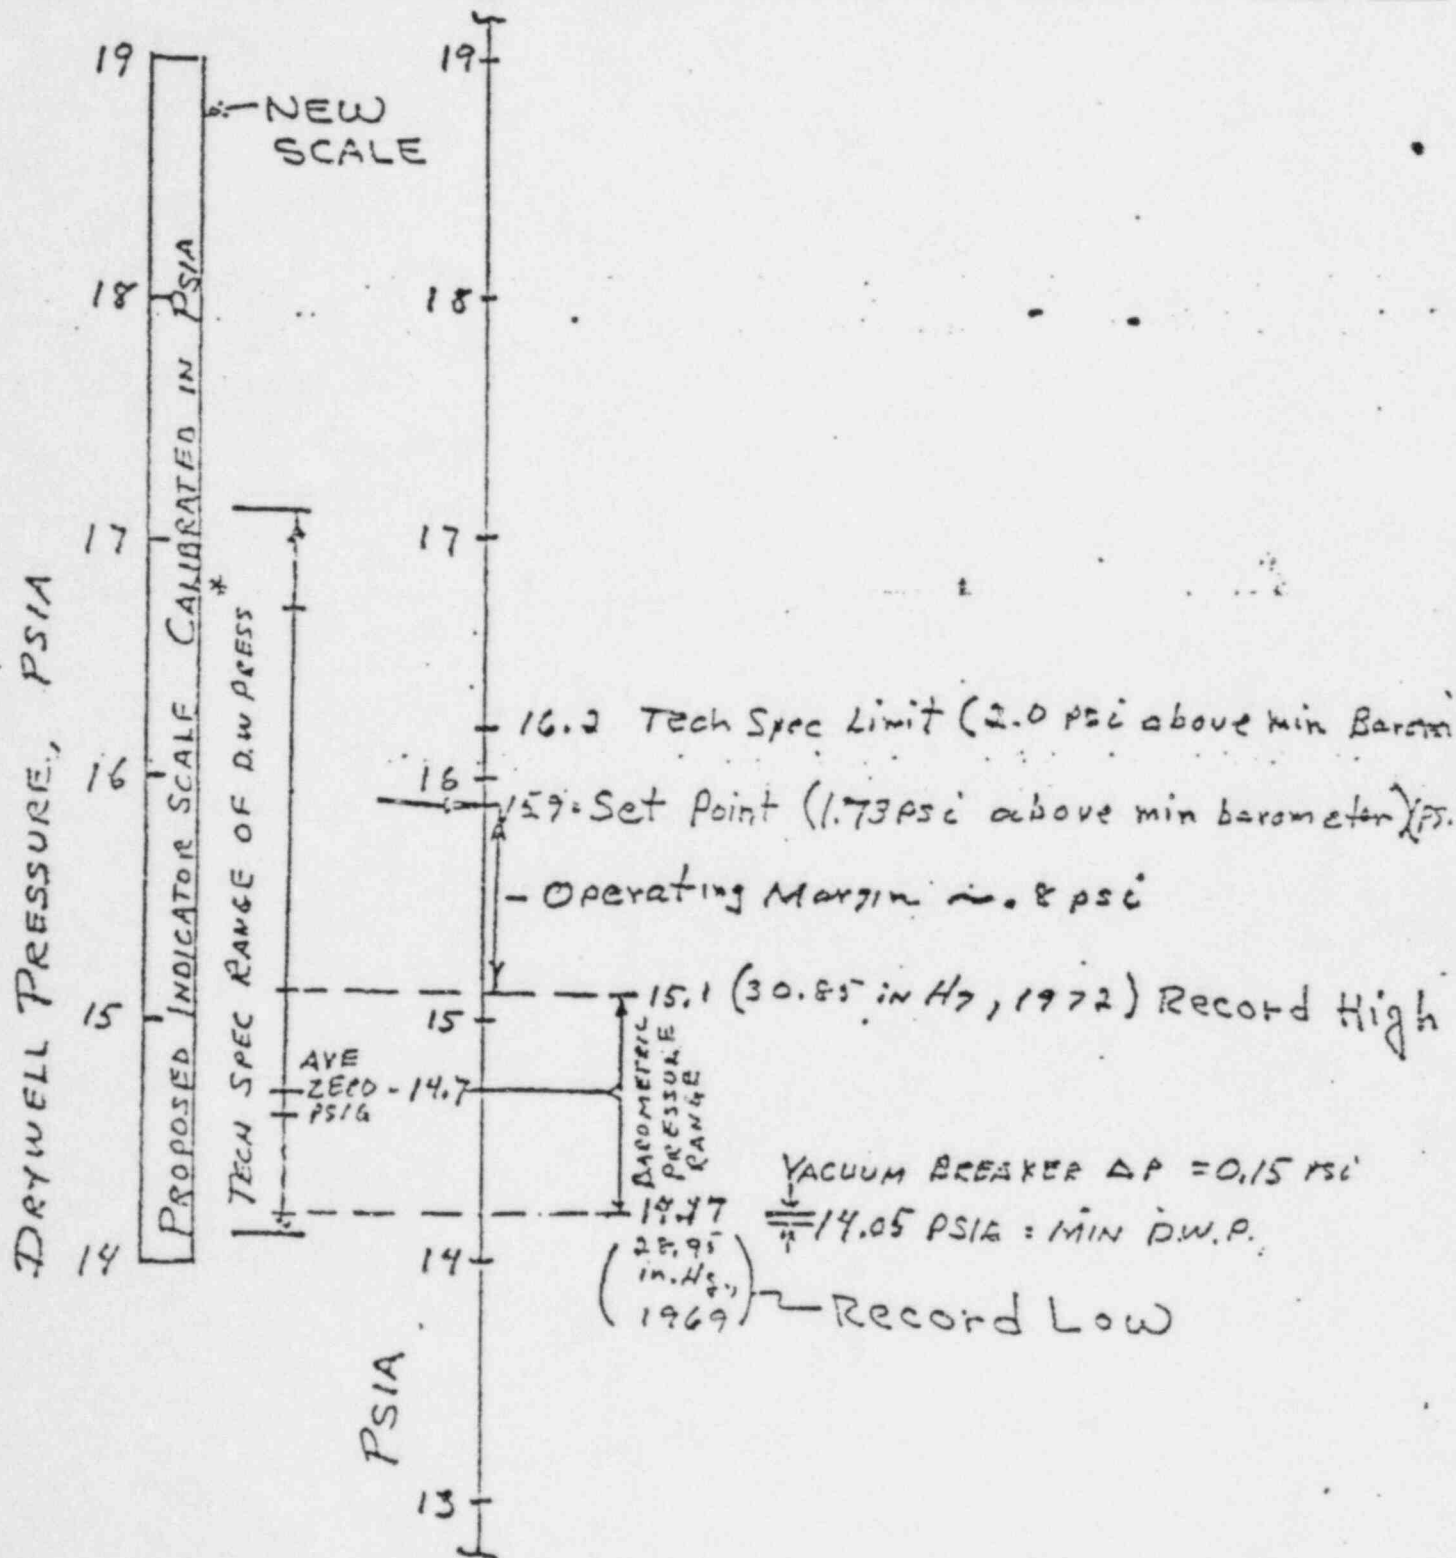 DRYWELL PRESSURE, PSIA
19
18
17
16
15
14
NEW
SCALE
PROPOSED INDICATOR SCALE CALIBRATED IN PSIA
TECH SPEC RANGE OF D.W PRESS*
AVE
ZERO - 14.7
PSIG
PSIA
19
18
17
16
15
14
13
16.2 Tech Spec Limit (2.0 psi above min
15.9 = Set Point (1.73 psi above min barometer)
- Operating Margin ~ .8 psi
15.1 (30.85 in Hg, 1972) Record High
BAROMETRIC
PRESSURE
RANGE
VACUUM BREAKER ΔP = 0.15 psi
14.05 PSIA = MIN D.W.P.
(28.95
in. Hg.,
1969)
Record Low